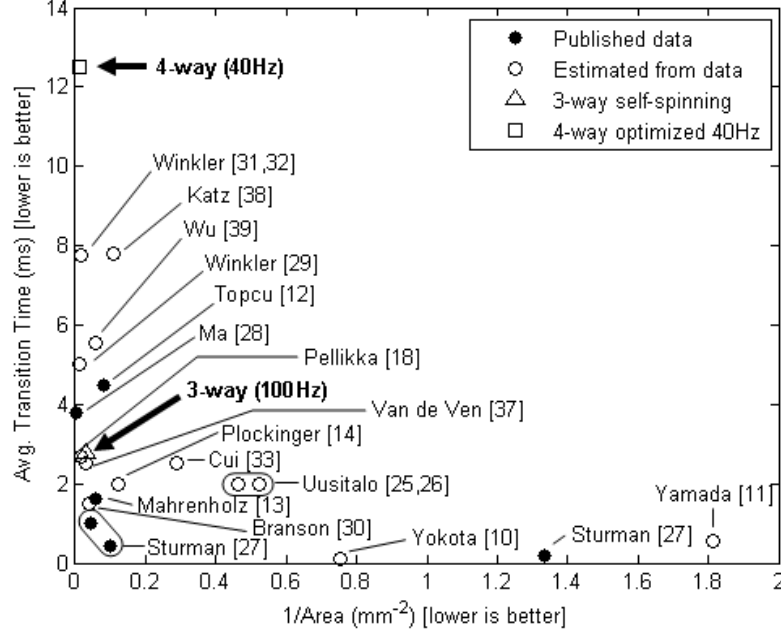 14
12
10
8
6
4
2
0
Avg. Transition Time (ms) [lower is better]
Published data
Estimated from data
3-way self-spinning
4-way optimized 40Hz
4-way (40Hz)
Winkler [31,32]
Katz [38]
Wu [39]
Winkler [29]
Topcu [12]
Ma [28]
Pellikka [18]
3-way (100Hz)
Van de Ven [37]
Plockinger [14]
Cui [33]
Uusitalo [25,26]
Mahrenholz [13]
Branson [30]
Sturman [27]
Yokota [10]
Sturman [27]
Yamada [11]
0 0.2 0.4 0.6 0.8 1 1.2 1.4 1.6 1.8 2
1/Area (mm⁻²) [lower is better]